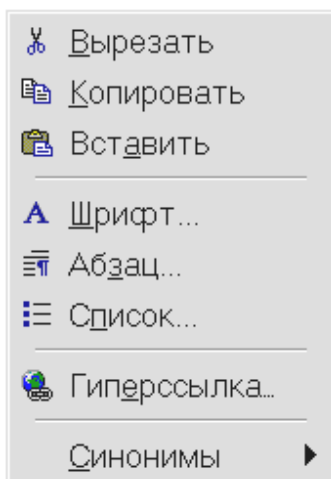 Вырезать
Копировать
Вставить
Шрифт...
Абзац...
Список...
Гиперссылка...
Синонимы